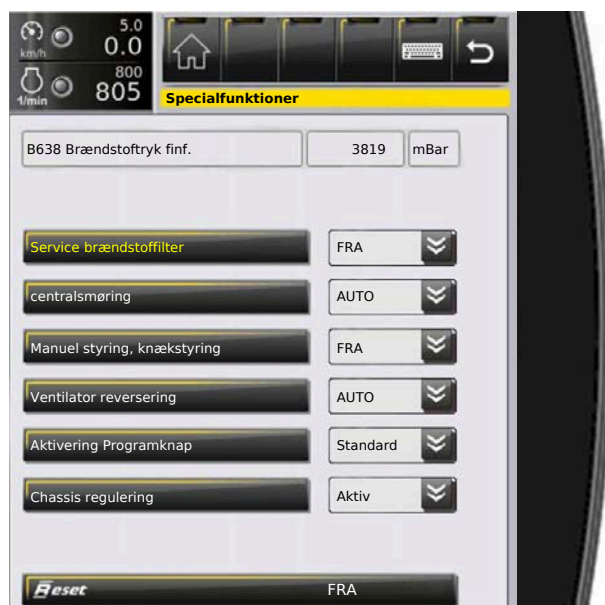 5.0
km/h 0.0
800
1/min 805
Specialfunktioner
B638 Brændstoftryk finf. 3819 mBar
Service brændstoffilter FRA
centralsmøring AUTO
Manuel styring, knækstyring FRA
Ventilator reversering AUTO
Aktivering Programknap Standard
Chassis regulering Aktiv
Reset FRA